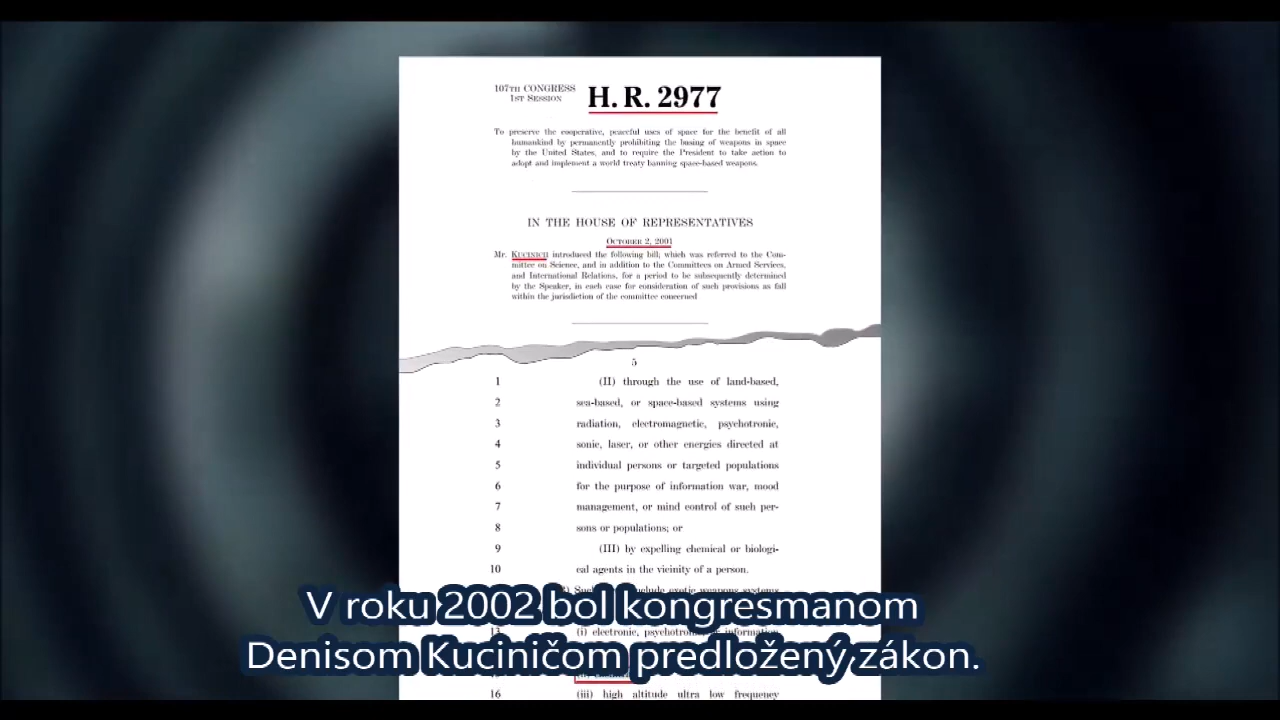 107TH CONGRESS
1ST SESSION
H. R. 2977
To preserve the cooperative, peaceful uses of space for the benefit of all
humankind by permanently prohibiting the basing of weapons in space
by the United States, and to require the President to take action to
adopt and implement a world treaty banning space-based weapons.
IN THE HOUSE OF REPRESENTATIVES
OCTOBER 2, 2001
Mr. KUCINICH introduced the following bill; which was referred to the Com-
mittee on Science, and in addition to the Committees on Armed Services,
and International Relations, for a period to be subsequently determined
by the Speaker, in each case for consideration of such provisions as fall
within the jurisdiction of the committee concerned
5
1 (II) through the use of land-based,
2 sea-based, or space-based systems using
3 radiation, electromagnetic, psychotronic,
4 sonic, laser, or other energies directed at
5 individual persons or targeted populations
6 for the purpose of information war, mood
7 management, or mind control of such per-
8 sons or populations; or
9 (III) by expelling chemical or biologi-
10 cal agents in the vicinity of a person.
exotic weapons systems
V roku 2002 bol kongresmanom
(i) electronic, information
Denisom Kuciničom predložený zákon.
16 (iii) high altitude ultra low frequency